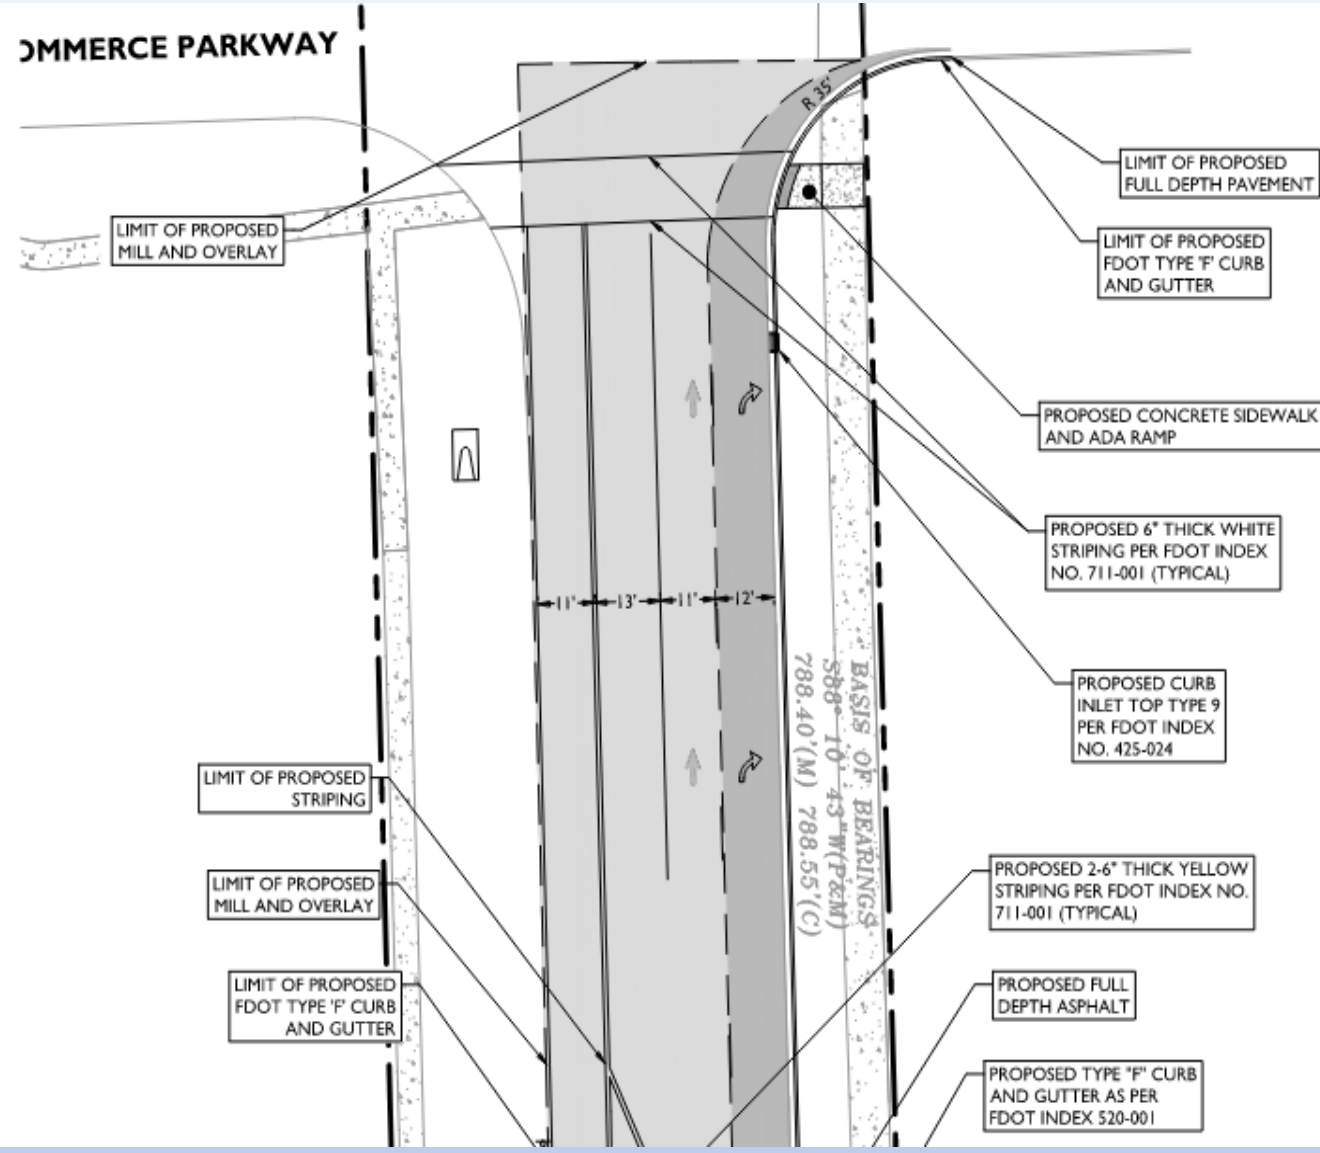 OMMERCE PARKWAY
R 35'
LIMIT OF PROPOSED
FULL DEPTH PAVEMENT
LIMIT OF PROPOSED
MILL AND OVERLAY
LIMIT OF PROPOSED
FDOT TYPE 'F' CURB
AND GUTTER
PROPOSED CONCRETE SIDEWALK
AND ADA RAMP
PROPOSED 6" THICK WHITE
STRIPING PER FDOT INDEX
NO. 711-001 (TYPICAL)
11' 13' 11' 12'
BASIS OF BEARINGS
S88° 10' 43"W(P&M)
788.40'(M) 788.55'(C)
PROPOSED CURB
INLET TOP TYPE 9
PER FDOT INDEX
NO. 425-024
LIMIT OF PROPOSED
STRIPING
PROPOSED 2-6" THICK YELLOW
STRIPING PER FDOT INDEX NO.
711-001 (TYPICAL)
LIMIT OF PROPOSED
MILL AND OVERLAY
LIMIT OF PROPOSED
FDOT TYPE 'F' CURB
AND GUTTER
PROPOSED FULL
DEPTH ASPHALT
PROPOSED TYPE "F" CURB
AND GUTTER AS PER
FDOT INDEX 520-001